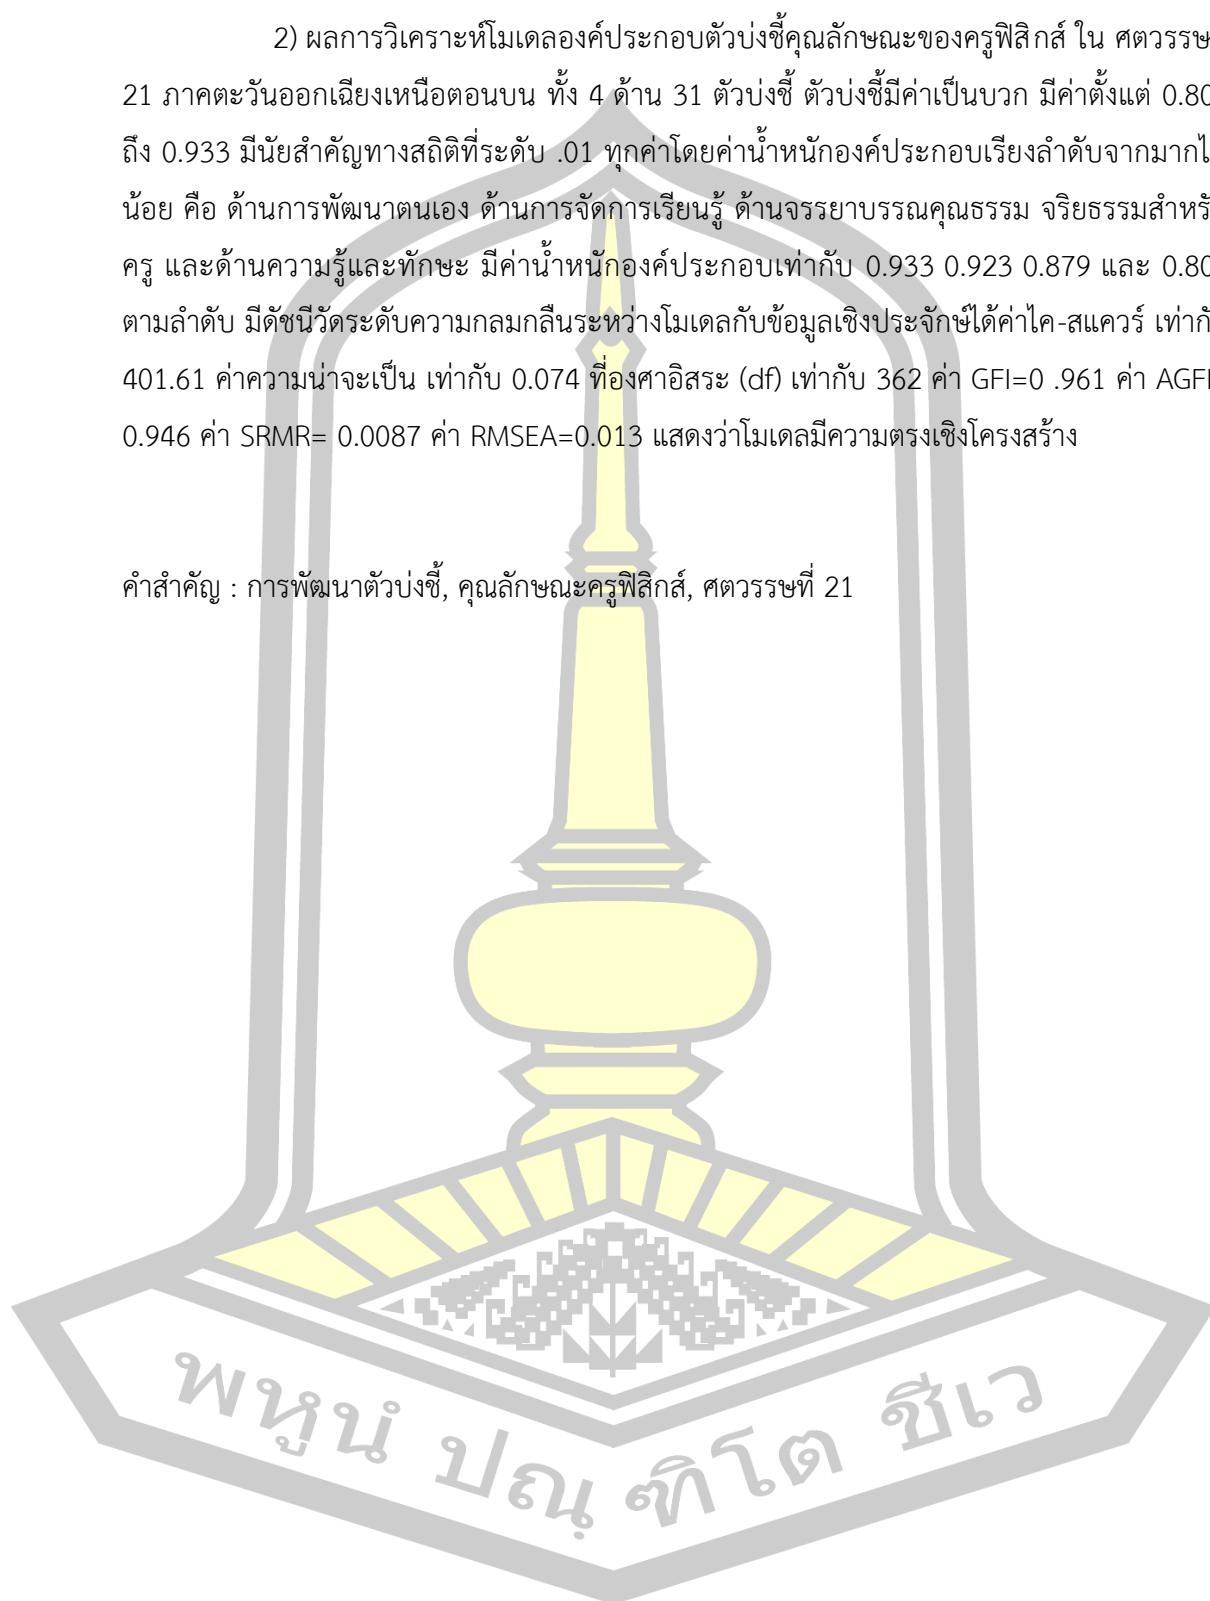 2) ผลการวิเคราะห์โมเดลองค์ประกอบตัวบ่งชี้คุณลักษณะของครูฟิสิกส์ ใน ศตวรรษ
21 ภาคตะวันออกเฉียงเหนือตอนบน ทั้ง 4 ด้าน 31 ตัวบ่งชี้ ตัวบ่งชี้มีค่าเป็นบวก มีค่าตั้งแต่ 0.80
ถึง 0.933 มีนัยสำคัญทางสถิติที่ระดับ .01 ทุกค่าโดยค่าน้ำหนักองค์ประกอบเรียงลำดับจากมากไ
น้อย คือ ด้านการพัฒนาตนเอง ด้านการจัดการเรียนรู้ ด้านจรรยาบรรณคุณธรรม จริยธรรมสำหรั
ครู และด้านความรู้และทักษะ มีค่าน้ำหนักองค์ประกอบเท่ากับ 0.933 0.923 0.879 และ 0.80
ตามลำดับ มีดัชนีวัดระดับความกลมกลืนระหว่างโมเดลกับข้อมูลเชิงประจักษ์ได้ค่าไค-สแควร์ เท่ากั
401.61 ค่าความน่าจะเป็น เท่ากับ 0.074 ที่องศาอิสระ (df) เท่ากับ 362 ค่า GFI=0 .961 ค่า AGFI
0.946 ค่า SRMR= 0.0087 ค่า RMSEA=0.013 แสดงว่าโมเดลมีความตรงเชิงโครงสร้าง
คำสำคัญ : การพัฒนาตัวบ่งชี้, คุณลักษณะครูฟิสิกส์, ศตวรรษที่ 21
พหูนํ ปณฺ ฑิโต ชีเว